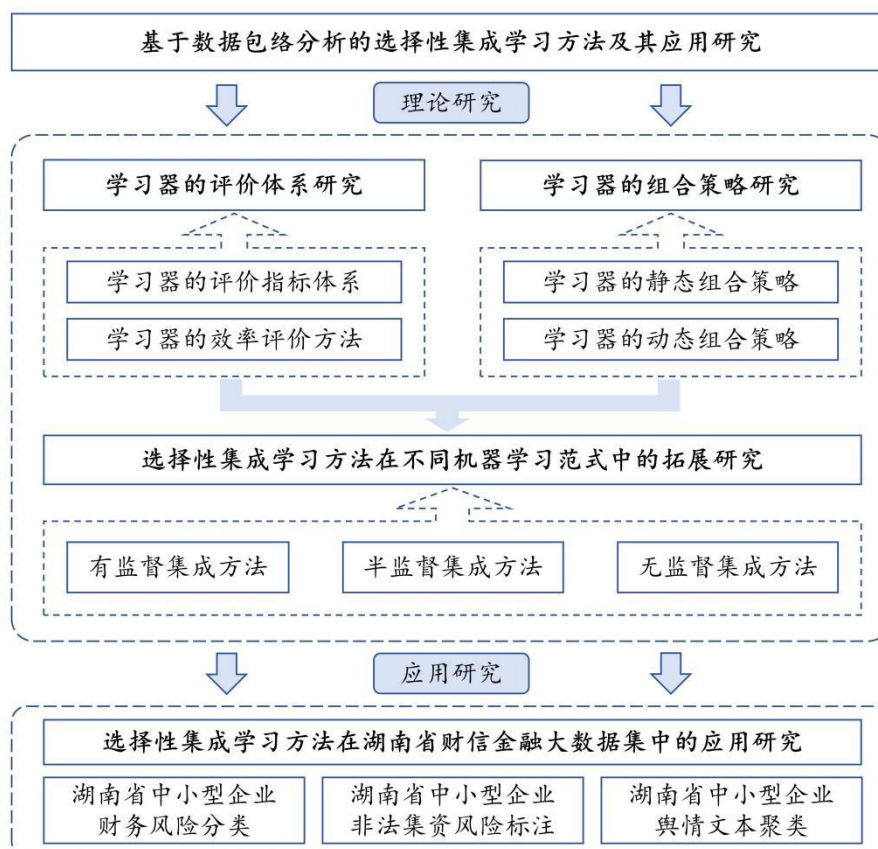 基于数据包络分析的选择性集成学习方法及其应用研究
理论研究
学习器的评价体系研究
学习器的组合策略研究
学习器的评价指标体系
学习器的静态组合策略
学习器的效率评价方法
学习器的动态组合策略
选择性集成学习方法在不同机器学习范式中的拓展研究
有监督集成方法
半监督集成方法
无监督集成方法
应用研究
选择性集成学习方法在湖南省财信金融大数据集中的应用研究
湖南省中小型企业
财务风险分类
湖南省中小型企业
非法集资风险标注
湖南省中小型企业
舆情文本聚类